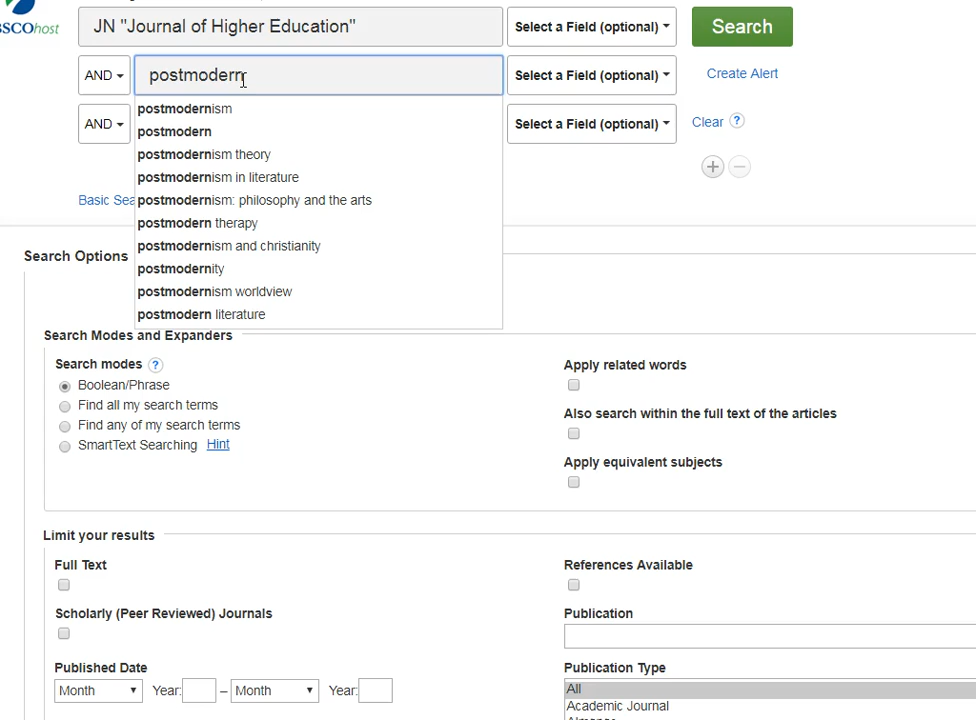 JN "Journal of Higher Education"
Select a Field (optional)
Search
SCOhost
AND
postmodern
Select a Field (optional)
Create Alert
postmodernism
AND
postmodern
Select a Field (optional)
Clear ?
postmodernism theory
+ −
postmodernism in literature
Basic Sea
postmodernism: philosophy and the arts
postmodern therapy
postmodernism and christianity
Search Options
postmodernity
postmodernism worldview
postmodern literature
Search Modes and Expanders
Search modes ?
Apply related words
Boolean/Phrase
Find all my search terms
Also search within the full text of the articles
Find any of my search terms
SmartText Searching Hint
Apply equivalent subjects
Limit your results
Full Text
References Available
Scholarly (Peer Reviewed) Journals
Publication
Published Date
Publication Type
Month Year: – Month Year:
All
Academic Journal